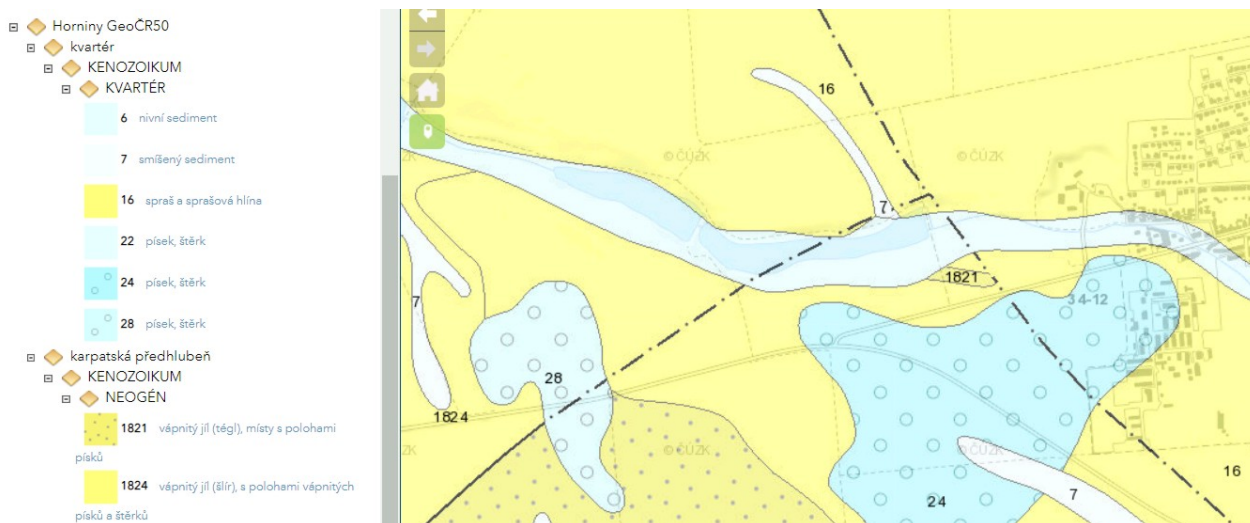 Horniny GeoČR50
kvartér
KENOZOIKUM
KVARTÉR
6 nivní sediment
7 smíšený sediment
16 spraš a sprašová hlína
22 písek, štěrk
24 písek, štěrk
28 písek, štěrk
karpatská předhlubeň
KENOZOIKUM
NEOGÉN
1821 vápnitý jíl (tégl), místy s polohami
písků
1824 vápnitý jíl (šlír), s polohami vápnitých
písků a štěrků
16
ZK
© ČÚZK
© ČÚZK
7
1821
7
34-12
28
1824
ZK
© ČÚZK
© ČÚZK
16
7
24